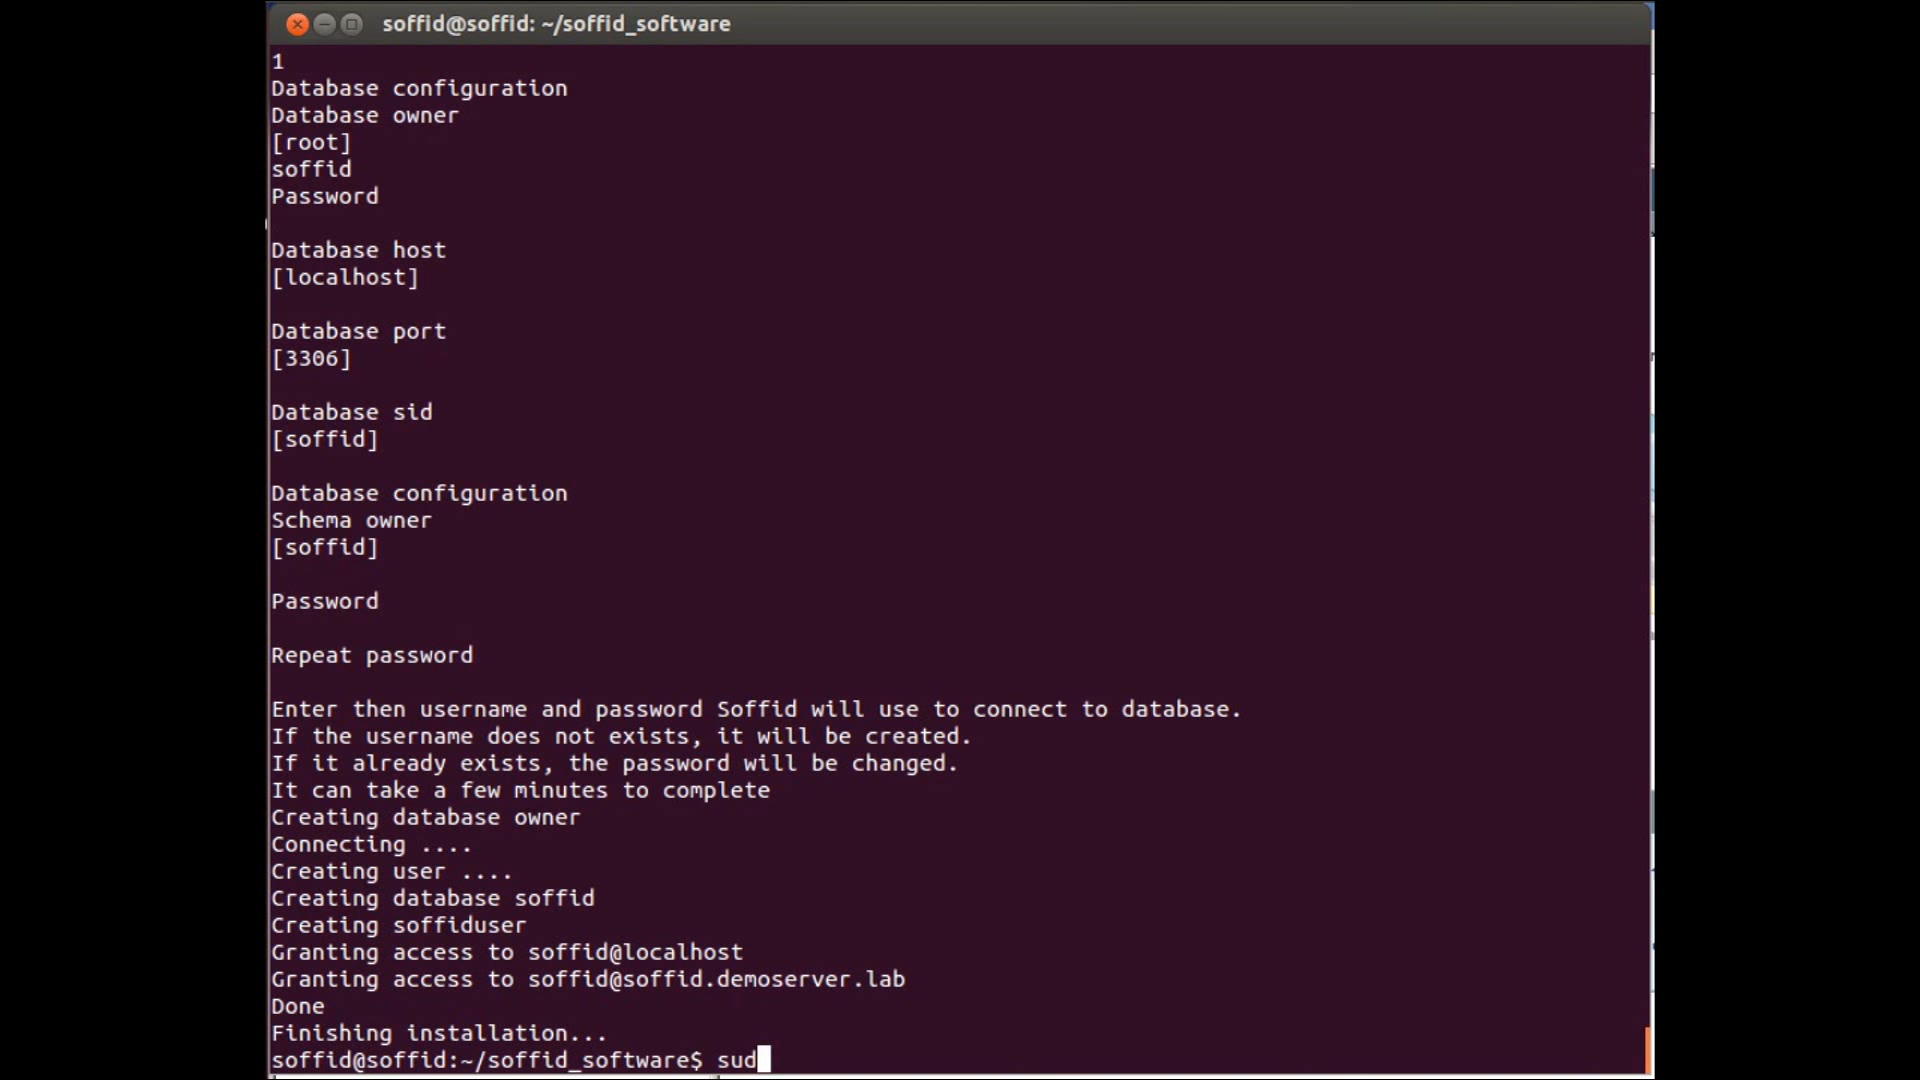 soffid@soffid: ~/soffid_software
1
Database configuration
Database owner
[root]
soffid
Password
Database host
[localhost]
Database port
[3306]
Database sid
[soffid]
Database configuration
Schema owner
[soffid]
Password
Repeat password
Enter then username and password Soffid will use to connect to database.
If the username does not exists, it will be created.
If it already exists, the password will be changed.
It can take a few minutes to complete
Creating database owner
Connecting ....
Creating user ....
Creating database soffid
Creating soffiduser
Granting access to soffid@localhost
Granting access to soffid@soffid.demoserver.lab
Done
Finishing installation...
soffid@soffid:~/soffid_software$ sud